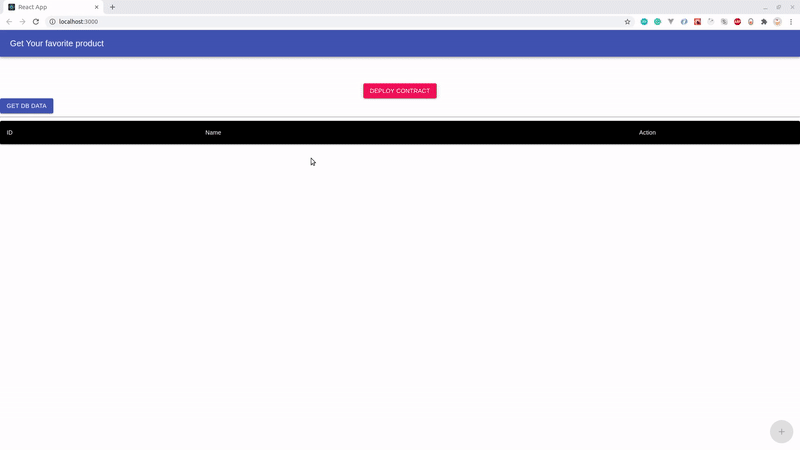 React App
localhost:3000
Get Your favorite product
DEPLOY CONTRACT
GET DB DATA
ID Name Action